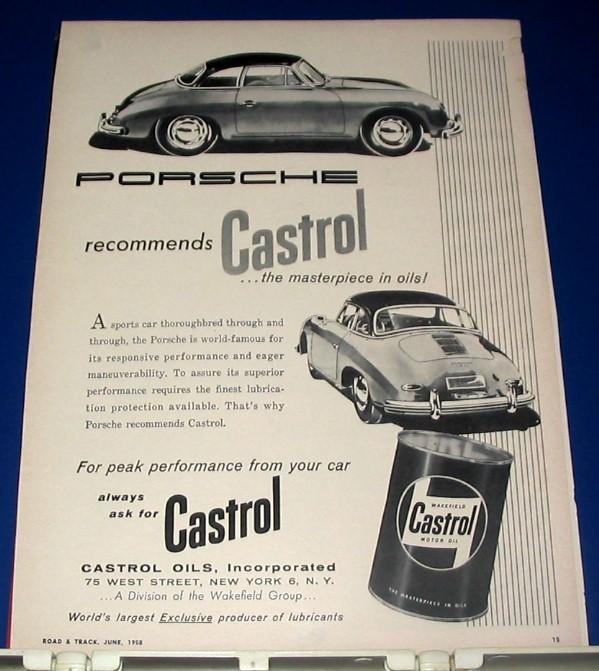 PORSCHE
recommends Castrol
...the masterpiece in oils!
A sports car thoroughbred through and
through, the Porsche is world-famous for
its responsive performance and eager
maneuverability. To assure its superior
performance requires the finest lubrica-
tion protection available. That's why
Porsche recommends Castrol.
For peak performance from your car
always
ask for Castrol
WAKEFIELD
Castrol
MOTOR OIL
THE MASTERPIECE IN OILS
CASTROL OILS, Incorporated
75 WEST STREET, NEW YORK 6, N. Y.
...A Division of the Wakefield Group...
World's largest Exclusive producer of lubricants
ROAD & TRACK, JUNE, 1958
15